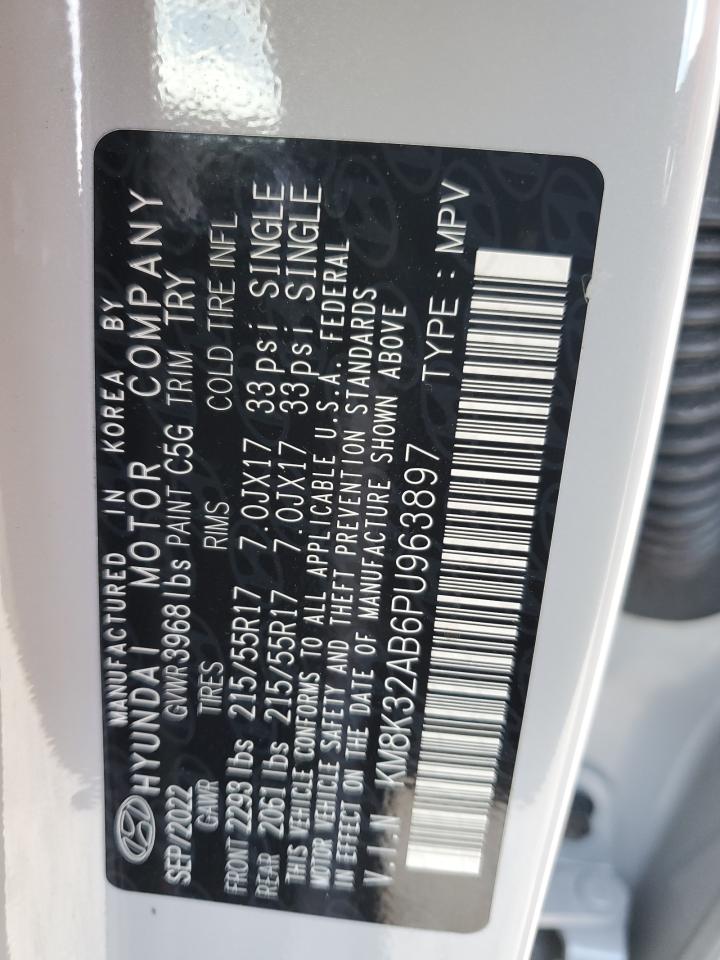 MANUFACTURED IN KOREA BY
HYUNDAI MOTOR COMPANY
SEP/2022 GVWR 3968 lbs PAINT C5G TRIM TRY
GAWR TIRES RIMS COLD TIRE INFL
FRONT 2293 lbs 215/55R17 7.0JX17 33 psi SINGLE
REAR 2061 lbs 215/55R17 7.0JX17 33 psi SINGLE
THIS VEHICLE CONFORMS TO ALL APPLICABLE U.S.A. FEDERAL
MOTOR VEHICLE SAFETY AND THEFT PREVENTION STANDARDS
IN EFFECT ON THE DATE OF MANUFACTURE SHOWN ABOVE
V.I.N KM8K32AB6PU963897 TYPE : MPV